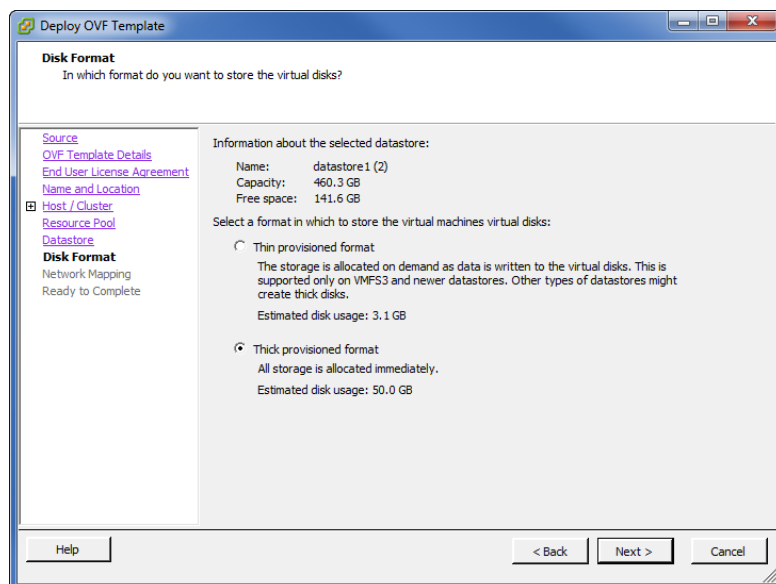 Deploy OVF Template
Disk Format
In which format do you want to store the virtual disks?
Source
OVF Template Details
End User License Agreement
Name and Location
Host / Cluster
Resource Pool
Datastore
Disk Format
Network Mapping
Ready to Complete
Information about the selected datastore:
Name: datastore1 (2)
Capacity: 460.3 GB
Free space: 141.6 GB
Select a format in which to store the virtual machines virtual disks:
Thin provisioned format
The storage is allocated on demand as data is written to the virtual disks. This is
supported only on VMFS3 and newer datastores. Other types of datastores might
create thick disks.
Estimated disk usage: 3.1 GB
Thick provisioned format
All storage is allocated immediately.
Estimated disk usage: 50.0 GB
Help
< Back
Next >
Cancel